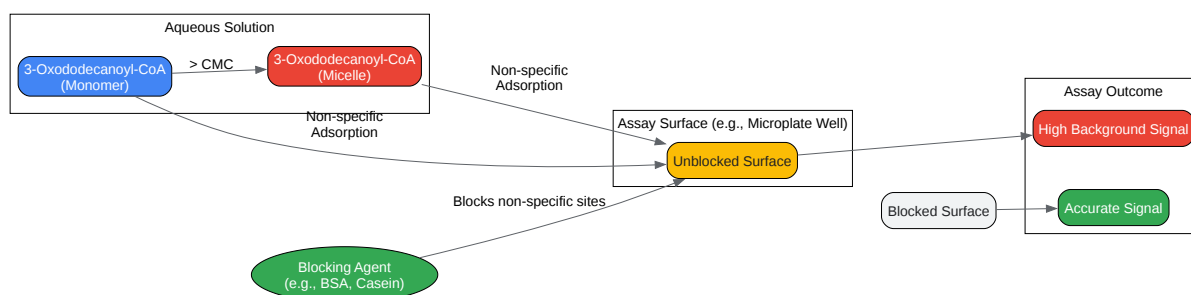 Aqueous Solution
3-Oxododecanoyl-CoA
(Monomer)
> CMC
3-Oxododecanoyl-CoA
(Micelle)
Non-specific
Adsorption
Non-specific
Adsorption
Assay Surface (e.g., Microplate Well)
Unblocked Surface
Blocks non-specific sites
Blocking Agent
(e.g., BSA, Casein)
Blocked Surface
Assay Outcome
High Background Signal
Accurate Signal